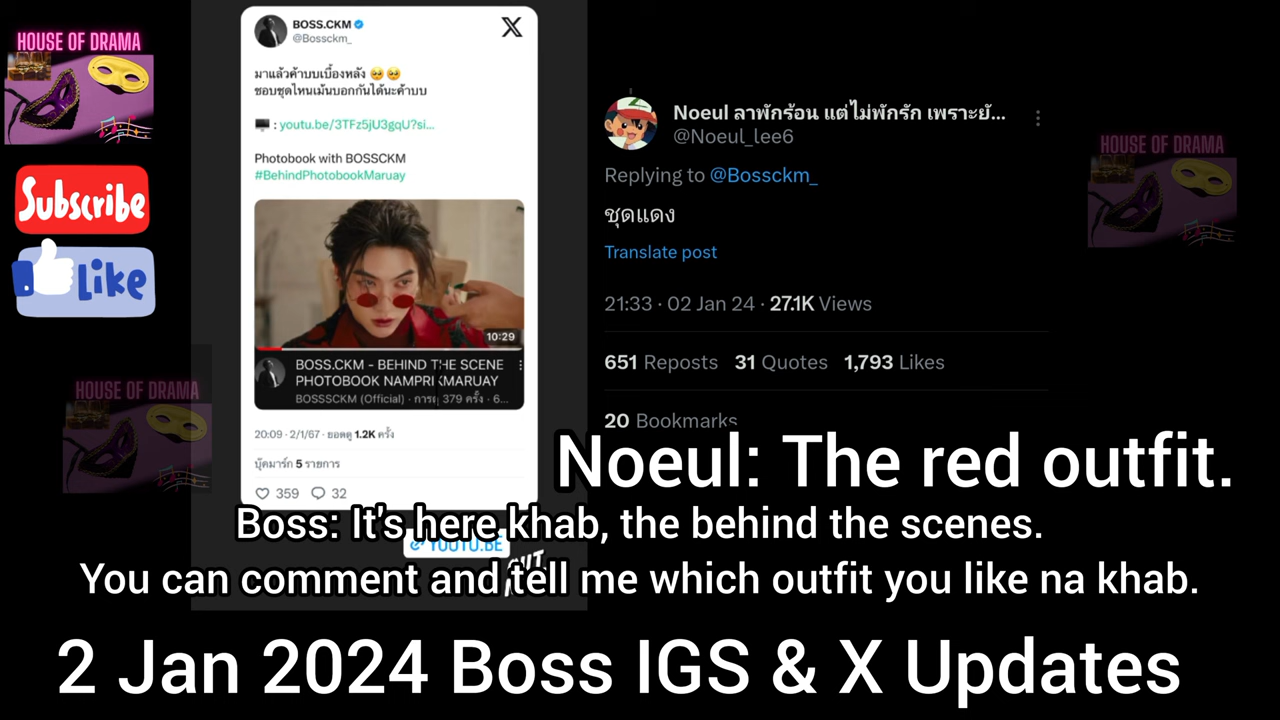 HOUSE OF DRAMA
Subscribe
Like
HOUSE OF DRAMA
BOSS.CKM
@Bossckm_
X
มาแล้วค้าบบเบื้องหลัง 🥹🥹
ชอบชุดไหนเม้นบอกกันได้นะค้าบบ
🖥️ : youtu.be/3TFz5jU3gqU?si...
Photobook with BOSSCKM
#BehindPhotobookMaruay
10:29
BOSS.CKM - BEHIND THE SCENE
PHOTOBOOK NAMPRIKMARUAY
BOSSSCKM (Official) · 379 ครั้ง · 6...
20:09 · 2/1/67 · ยอดดู 1.2K ครั้ง
บุ๊คมาร์ก 5 รายการ
359 32
YOUTU.BE
Noeul ลาพักร้อน แต่ไม่พักรัก เพราะยั...
@Noeul_lee6
Replying to @Bossckm_
ชุดแดง
Translate post
21:33 · 02 Jan 24 · 27.1K Views
651 Reposts 31 Quotes 1,793 Likes
20 Bookmarks
HOUSE OF DRAMA
Noeul: The red outfit.
Boss: It's here khab, the behind the scenes.
You can comment and tell me which outfit you like na khab.
2 Jan 2024 Boss IGS & X Updates